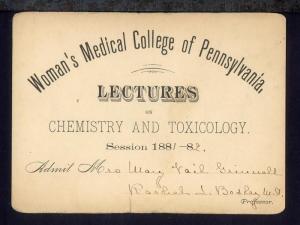 Woman's Medical College of Pennsylvania.
LECTURES
ON
CHEMISTRY AND TOXICOLOGY.
Session 1881-82.
Admit Mrs Mary Vail Grinnell
Rachel L. Bodley M.D.
Professor.